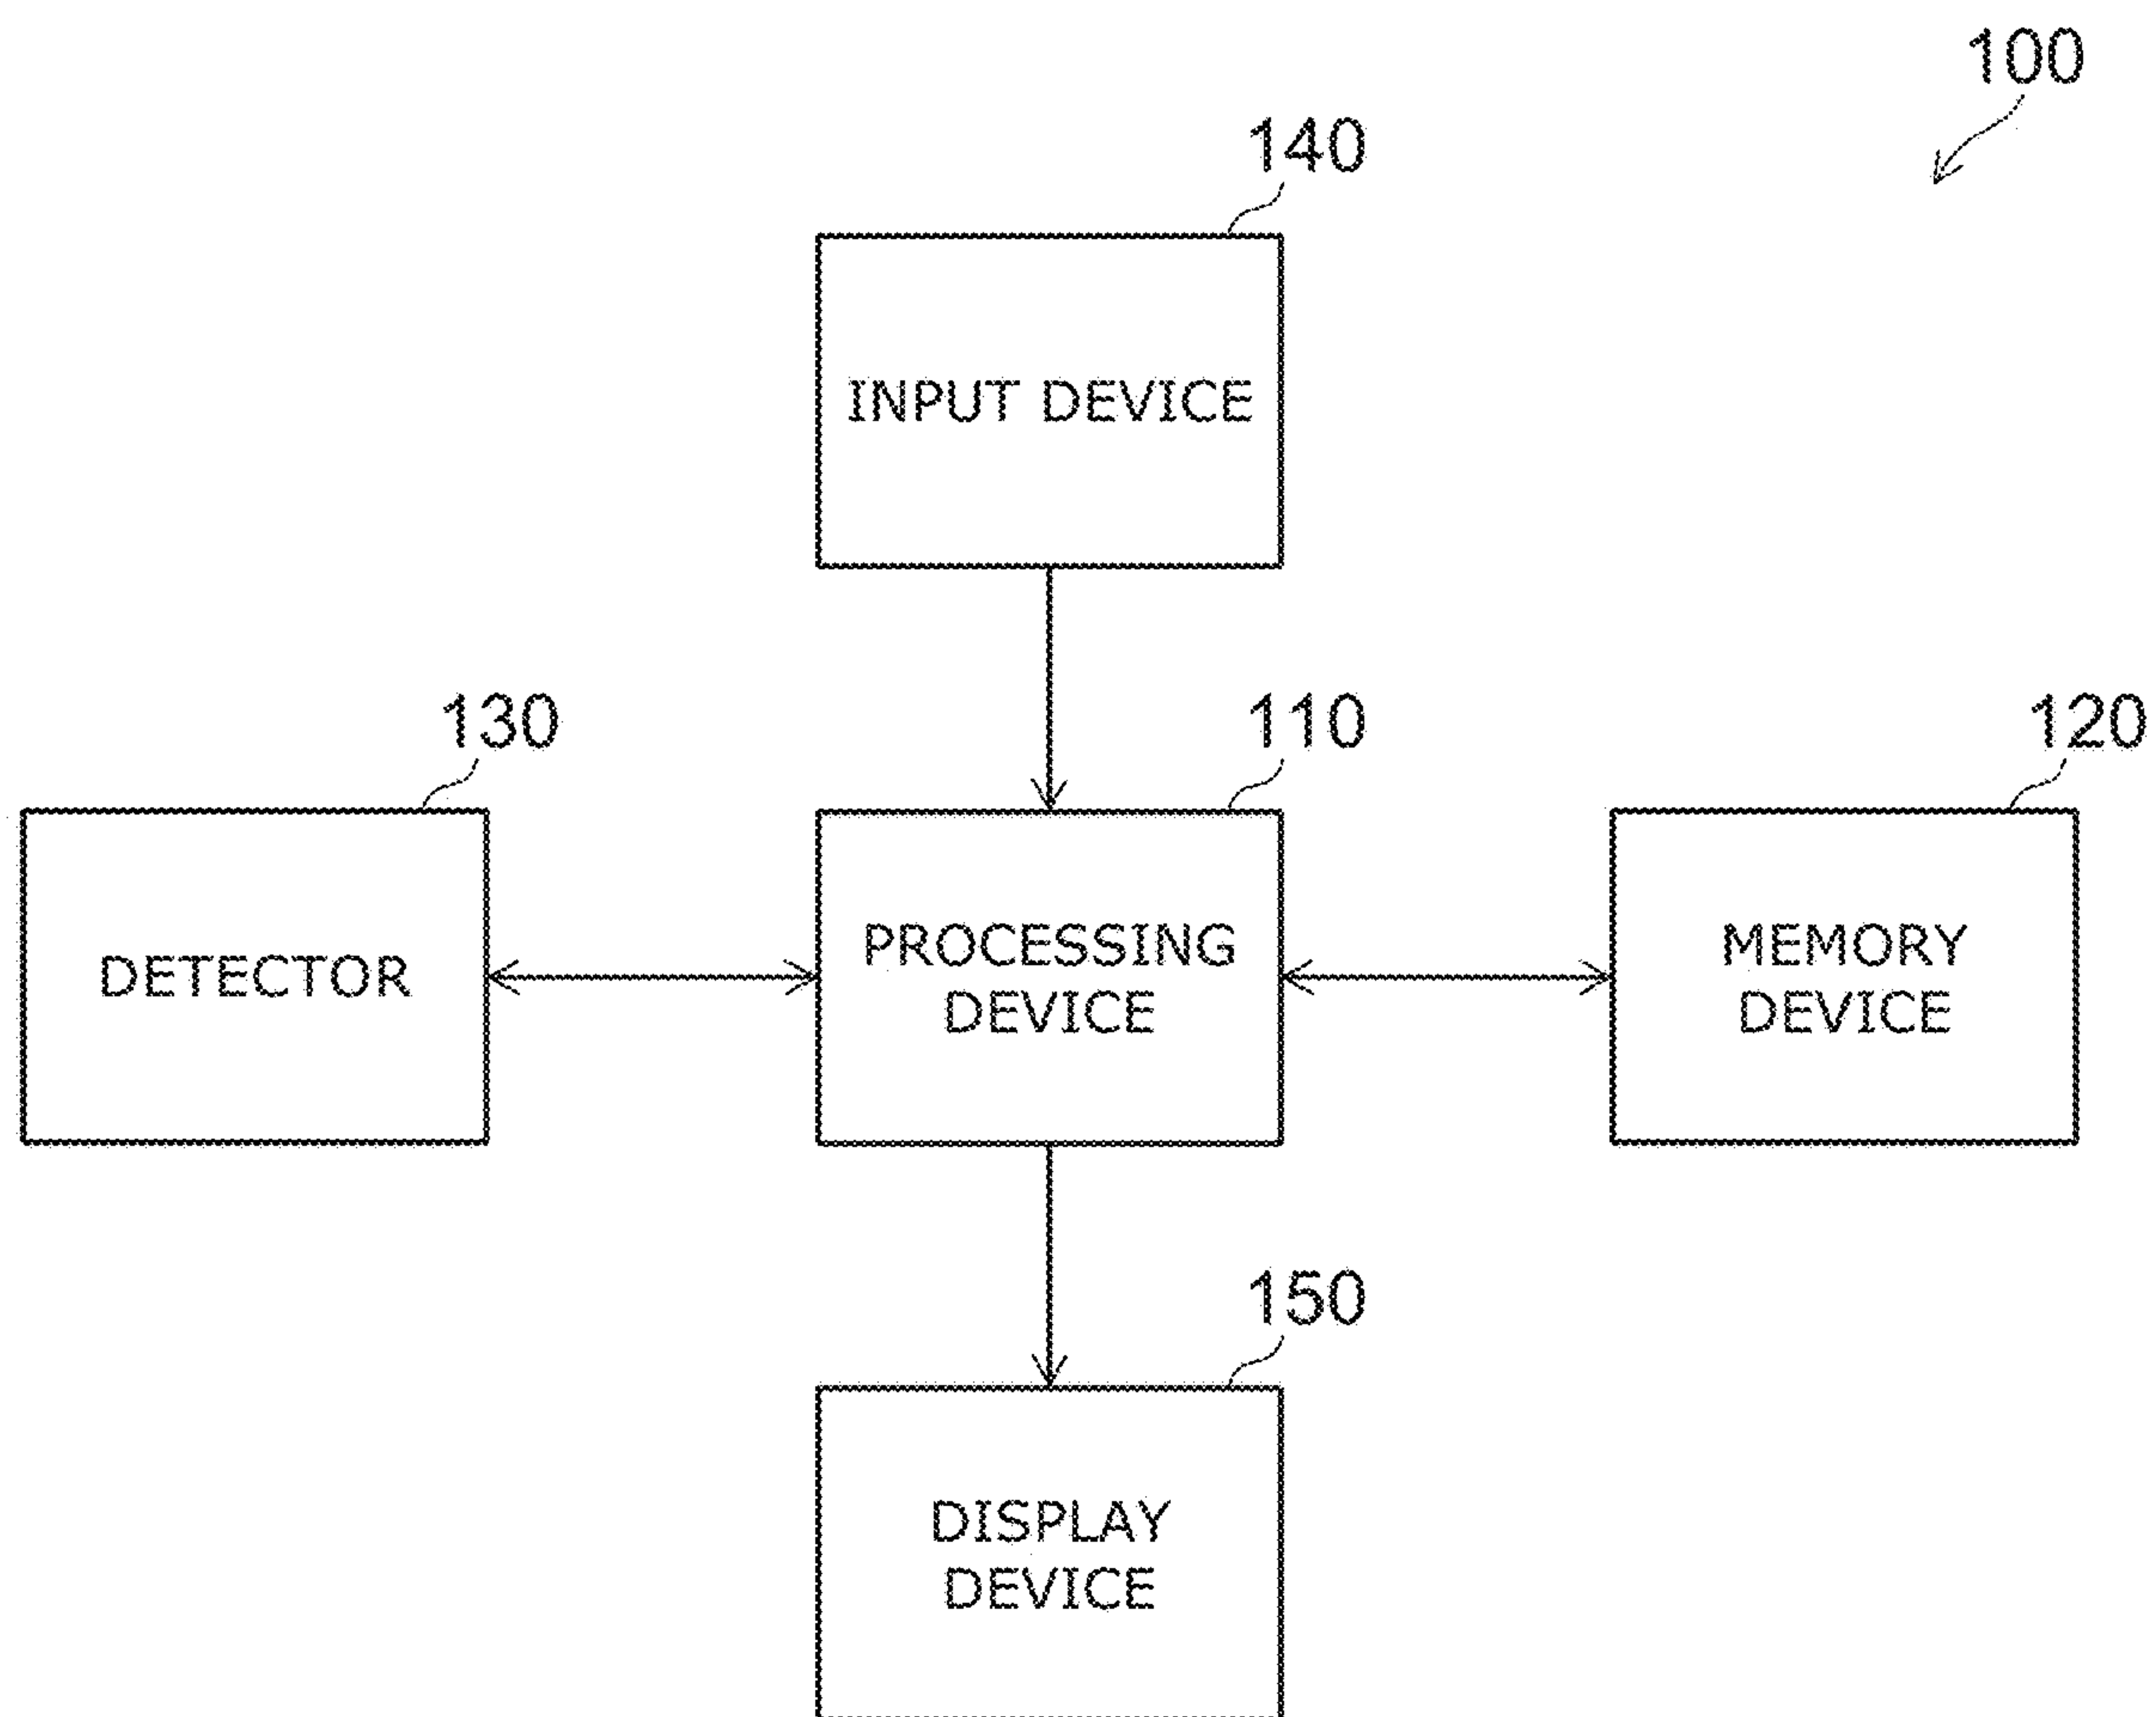 100
140
INPUT DEVICE
130
110
120
DETECTOR
PROCESSING
DEVICE
MEMORY
DEVICE
150
DISPLAY
DEVICE